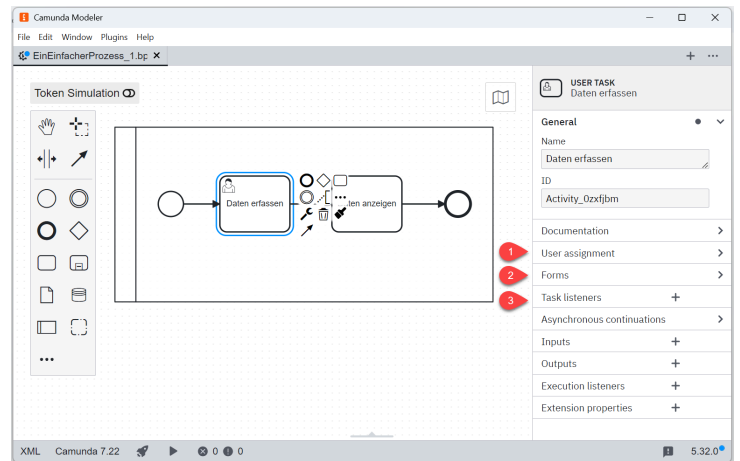 Camunda Modeler
File Edit Window Plugins Help
EinEinfacherProzess_1.bp
Token Simulation
Daten erfassen
ten anzeigen
USER TASK
Daten erfassen
General
Name
Daten erfassen
ID
Activity_0zxfjbm
Documentation
1 User assignment
2 Forms
3 Task listeners
Asynchronous continuations
Inputs
Outputs
Execution listeners
Extension properties
XML Camunda 7.22 0 0 5.32.0